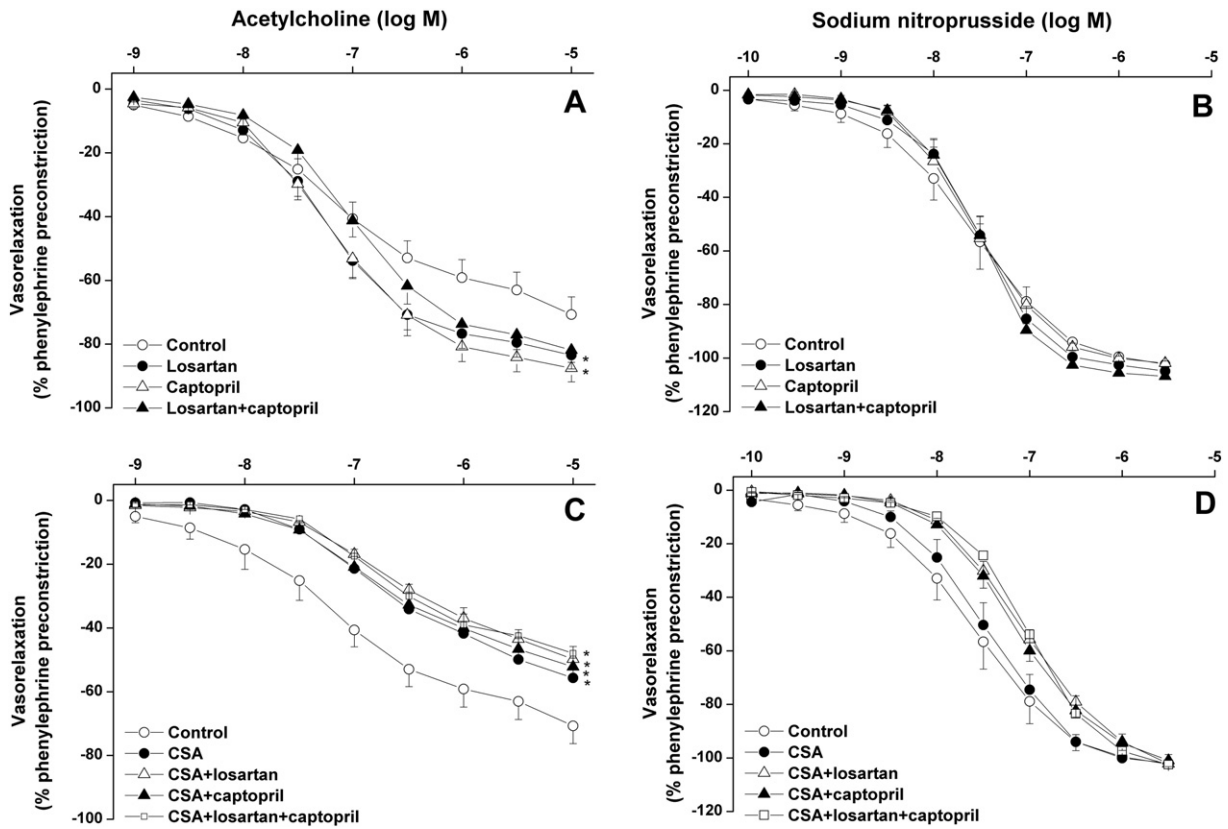 Acetylcholine (log M)
-9 -8 -7 -6 -5
0
-20
-40
-60
-80
-100
Vasorelaxation
(% phenylephrine preconstriction)
A
Control
Losartan
Captopril
Losartan+captopril
*
*
Sodium nitroprusside (log M)
-10 -9 -8 -7 -6 -5
0
-20
-40
-60
-80
-100
-120
Vasorelaxation
(% phenylephrine preconstriction)
B
Control
Losartan
Captopril
Losartan+captopril
-9 -8 -7 -6 -5
0
-20
-40
-60
-80
-100
Vasorelaxation
(% phenylephrine preconstriction)
C
Control
CSA
CSA+losartan
CSA+captopril
CSA+losartan+captopril
*
*
*
*
-10 -9 -8 -7 -6 -5
0
-20
-40
-60
-80
-100
-120
Vasorelaxation
(% phenylephrine preconstriction)
D
Control
CSA
CSA+losartan
CSA+captopril
CSA+losartan+captopril